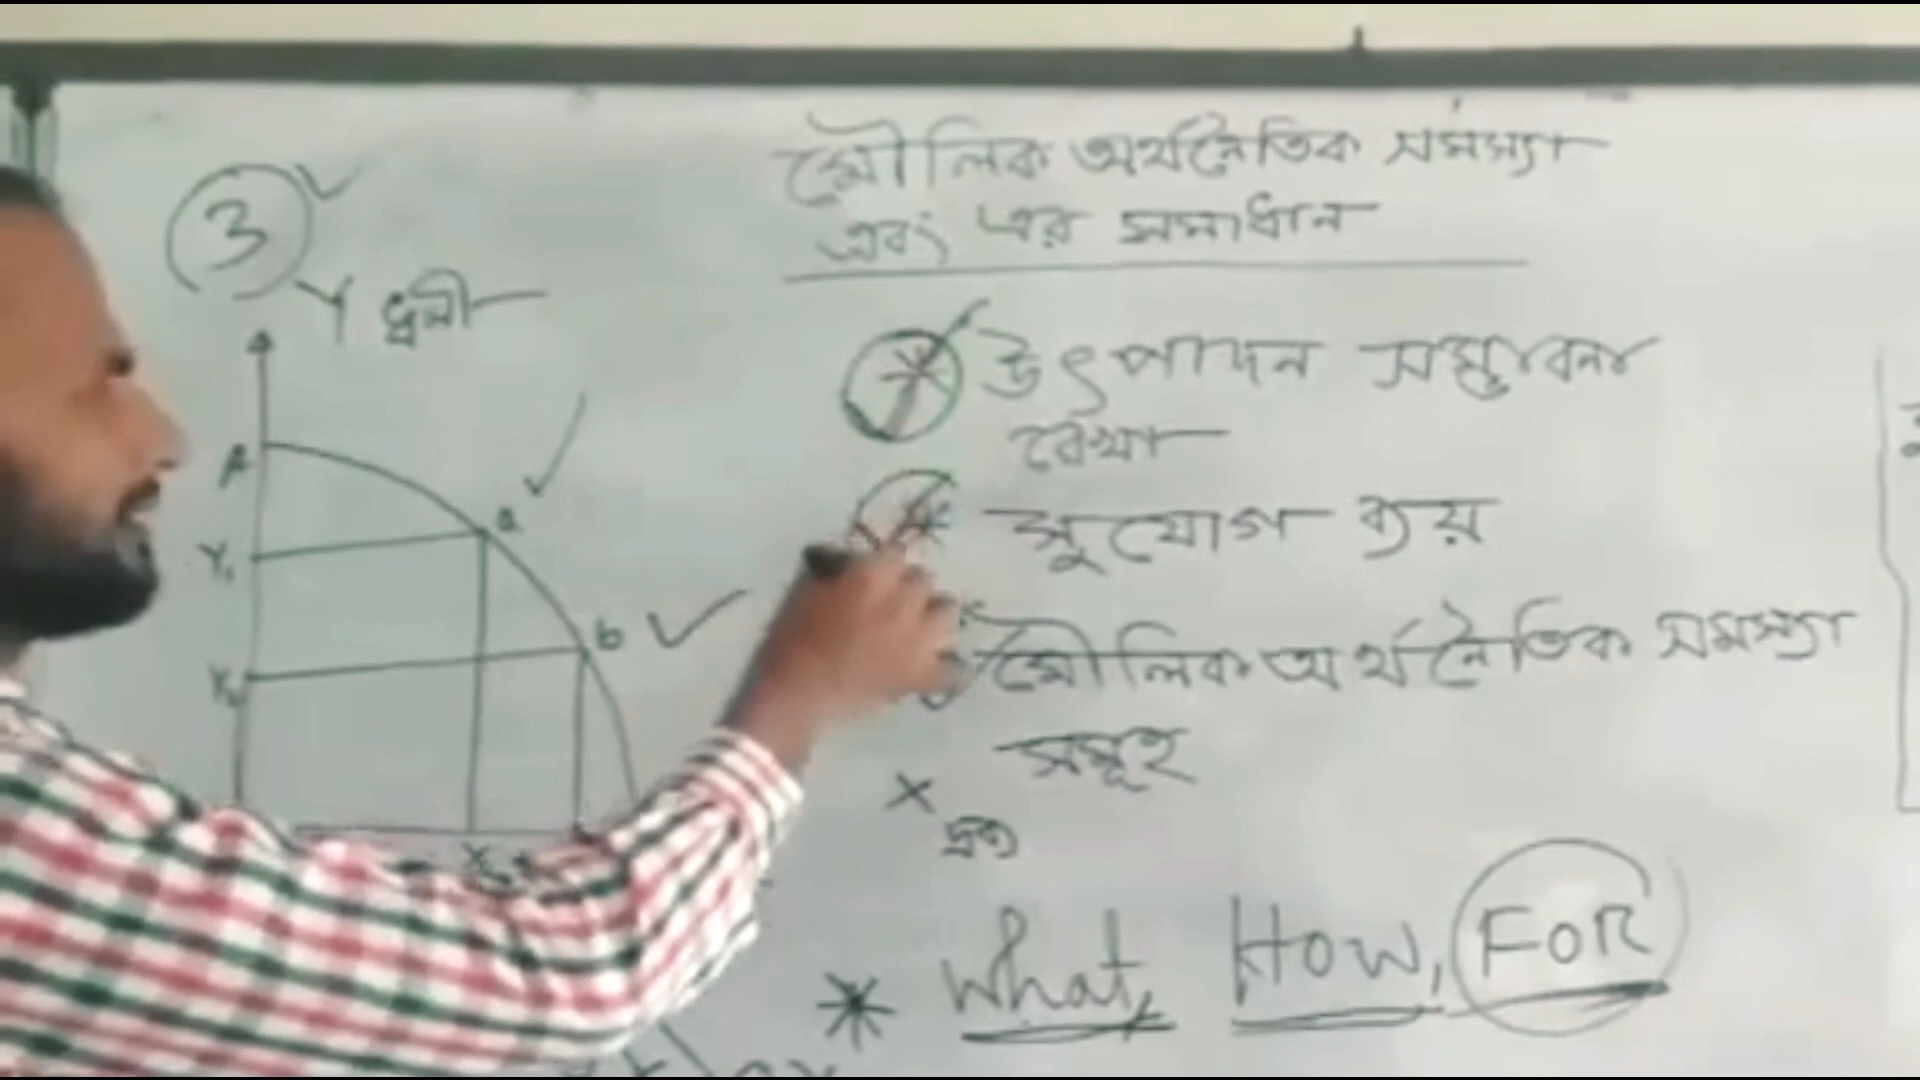 মৌলিক অর্থনৈতিক সমস্যা
এবং এর সমাধান
3
Y ধনী
A
a
Y₁
b
Y₂
উৎপাদন সম্ভাবনা
রেখা
সুযোগ ব্যয়
মৌলিক অর্থনৈতিক সমস্যা
সমূহ
What, How, FOR